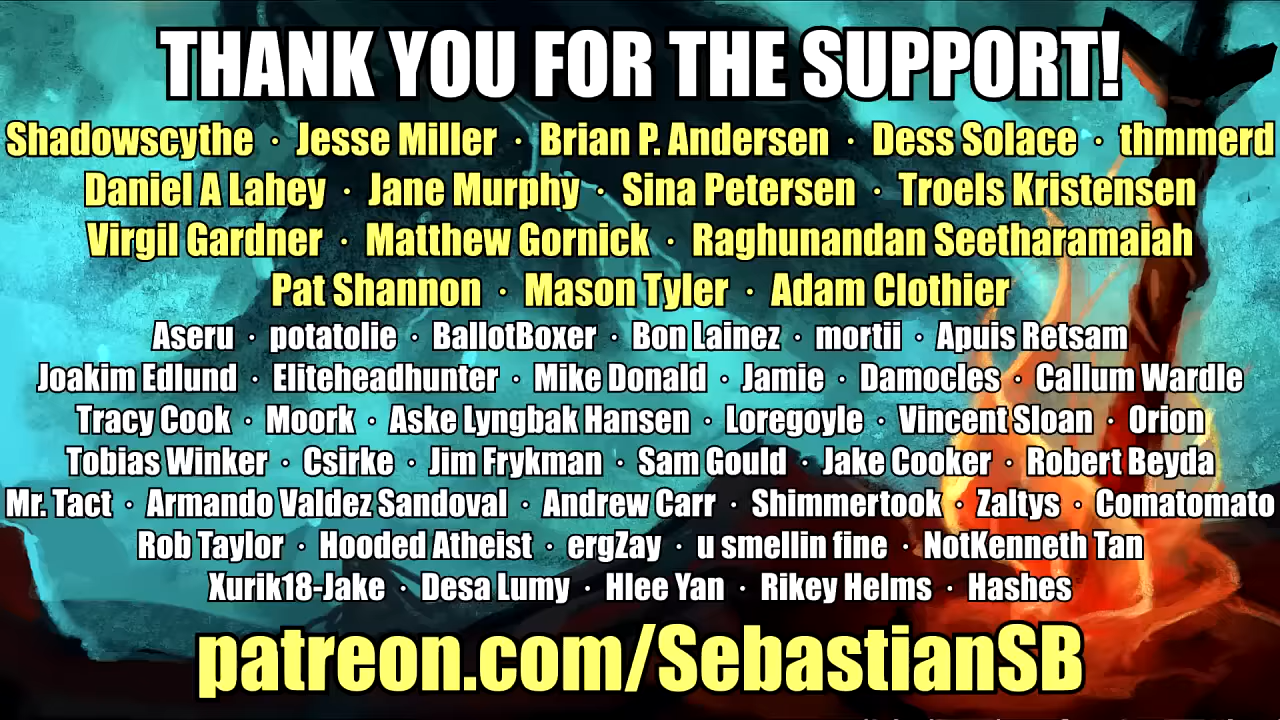 THANK YOU FOR THE SUPPORT!
Shadowscythe · Jesse Miller · Brian P. Andersen · Dess Solace · thmmerd
Daniel A Lahey · Jane Murphy · Sina Petersen · Troels Kristensen
Virgil Gardner · Matthew Gornick · Raghunandan Seetharamaiah
Pat Shannon · Mason Tyler · Adam Clothier
Aseru · potatolie · BallotBoxer · Bon Lainez · mortii · Apuis Retsam
Joakim Edlund · Eliteheadhunter · Mike Donald · Jamie · Damocles · Callum Wardle
Tracy Cook · Moork · Aske Lyngbak Hansen · Loregoyle · Vincent Sloan · Orion
Tobias Winker · Csirke · Jim Frykman · Sam Gould · Jake Cooker · Robert Beyda
Mr. Tact · Armando Valdez Sandoval · Andrew Carr · Shimmertook · Zaltys · Comatomato
Rob Taylor · Hooded Atheist · ergZay · u smellin fine · NotKenneth Tan
Xurik18-Jake · Desa Lumy · Hlee Yan · Rikey Helms · Hashes
patreon.com/SebastianSB